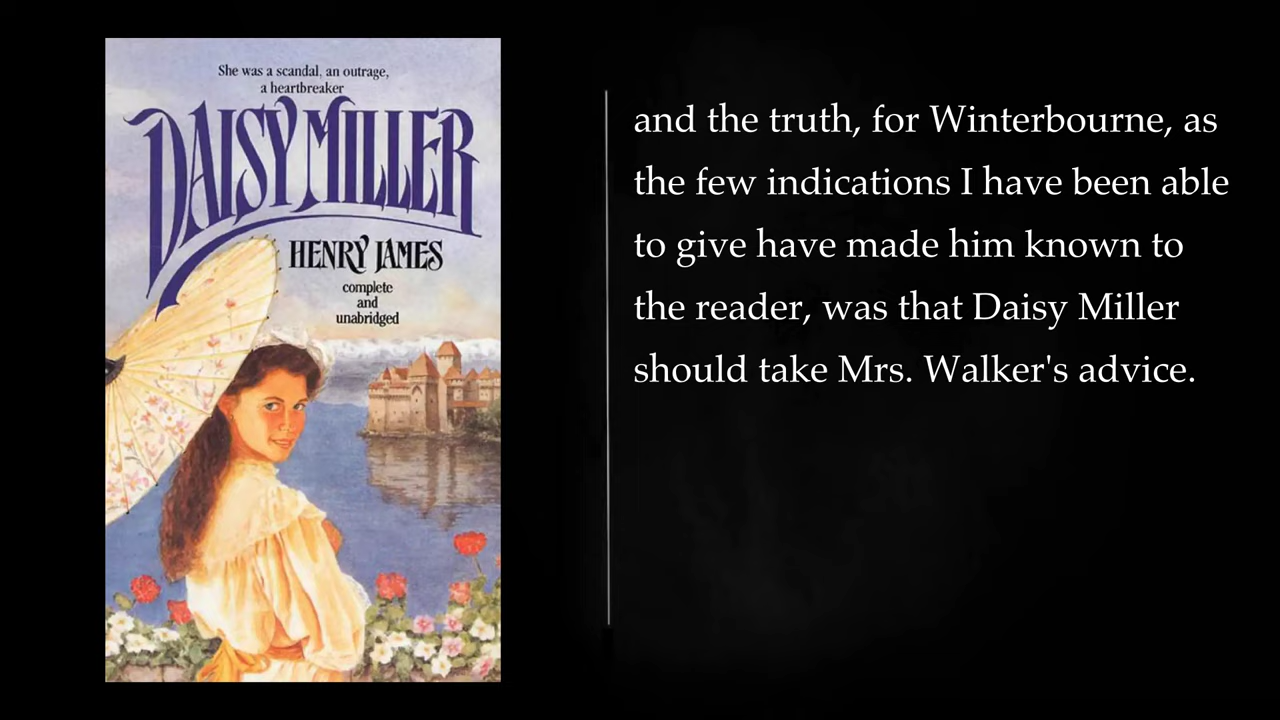 She was a scandal, an outrage,
a heartbreaker
DAISY MILLER
HENRY JAMES
complete
and
unabridged
and the truth, for Winterbourne, as
the few indications I have been able
to give have made him known to
the reader, was that Daisy Miller
should take Mrs. Walker's advice.